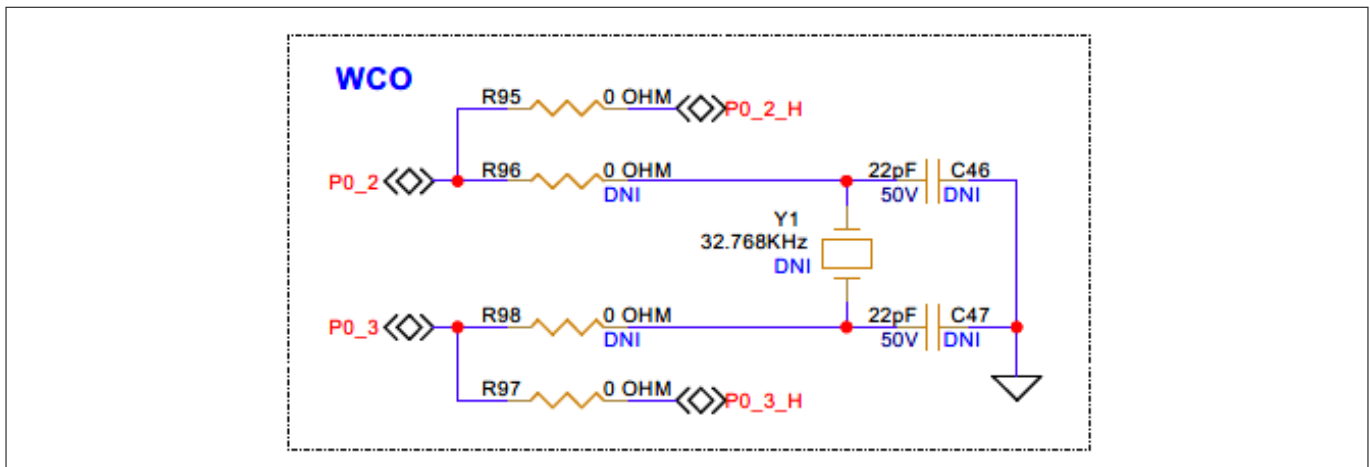 WCO
R95 0 OHM P0_2_H
P0_2 R96 0 OHM 22pF C46
DNI 50V DNI
Y1
32.768KHz
DNI
P0_3 R98 0 OHM 22pF C47
DNI 50V DNI
R97 0 OHM P0_3_H